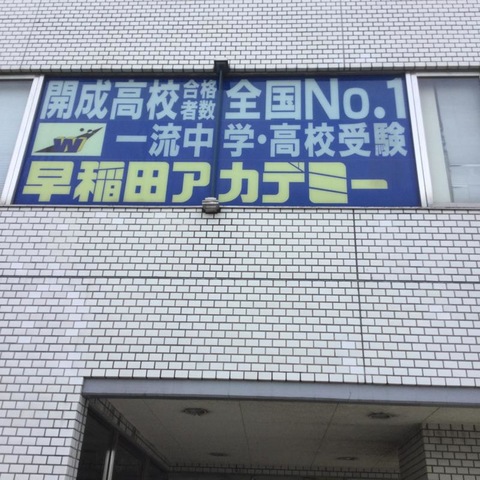 開成高校合格者数全国No.1
W 一流中学・高校受験
早稲田アカデミー